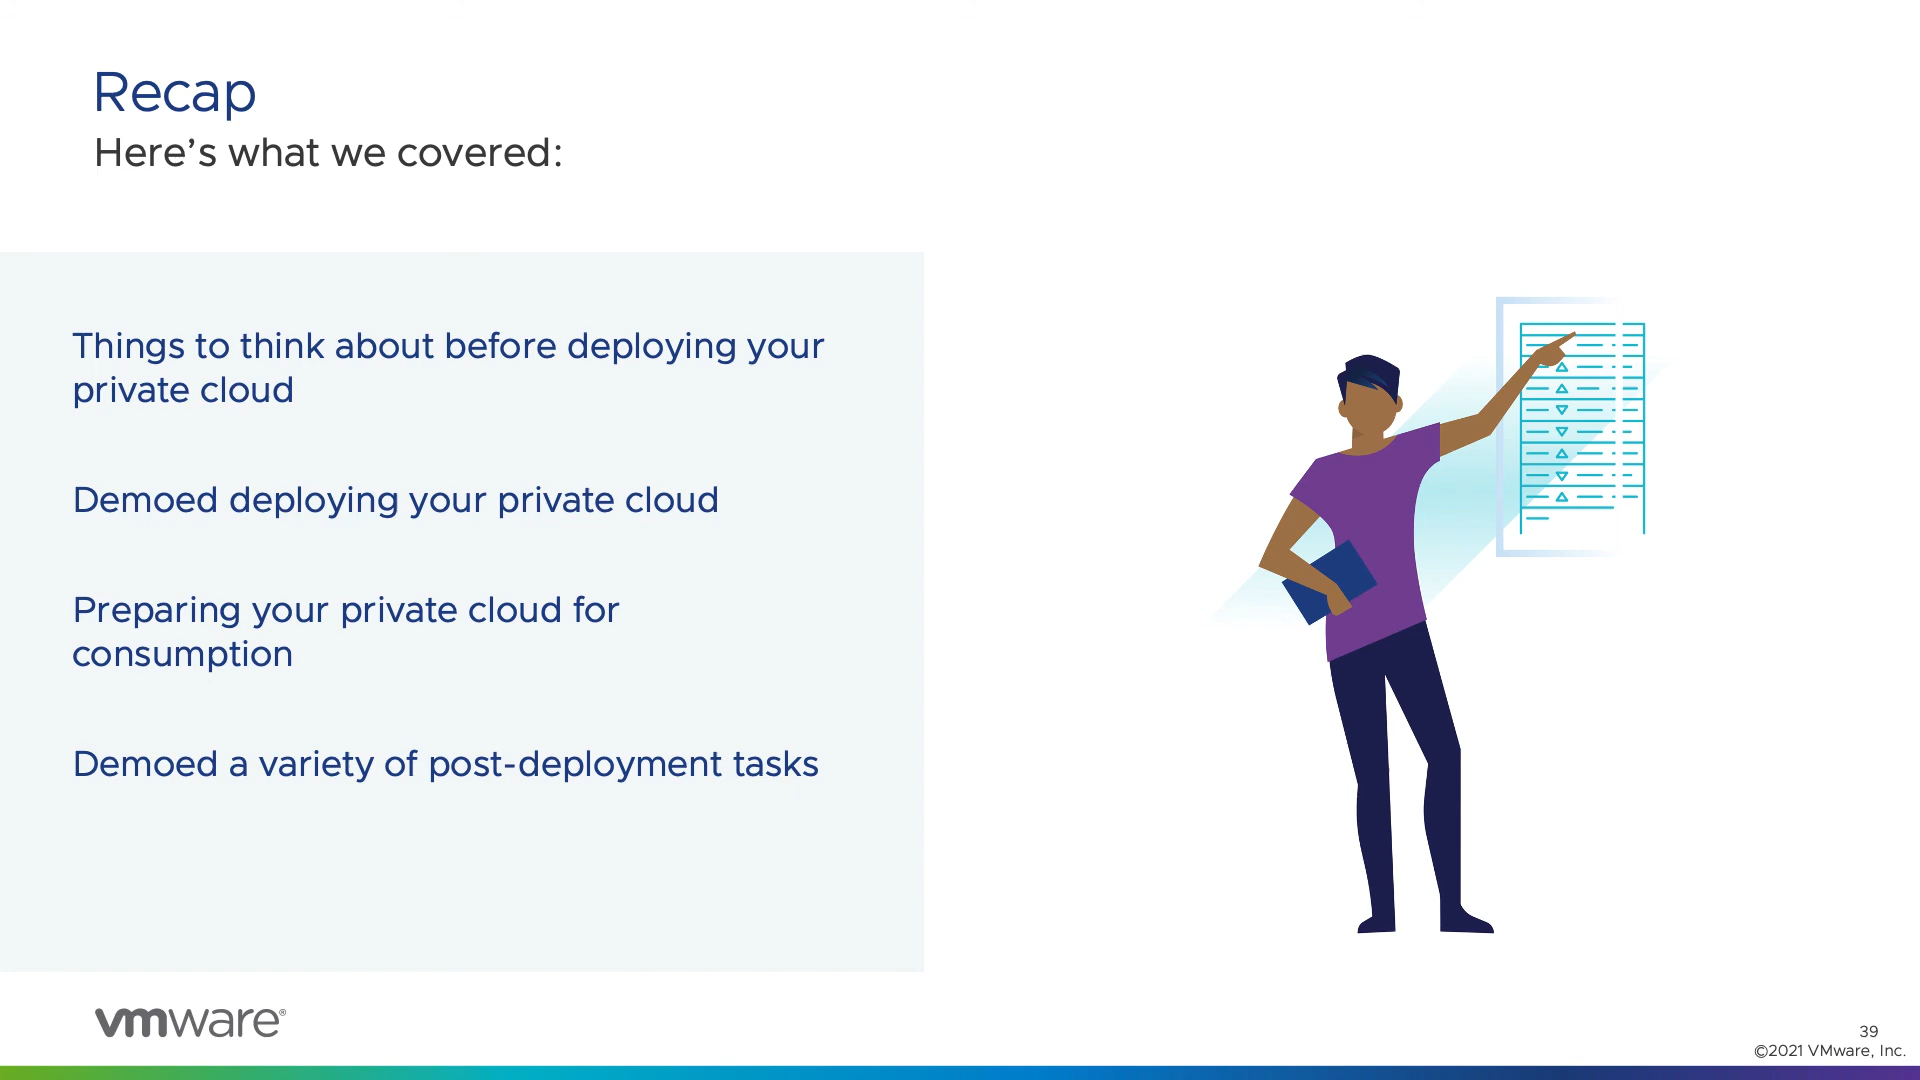 Recap
Here’s what we covered:
Things to think about before deploying your
private cloud
Demoed deploying your private cloud
Preparing your private cloud for
consumption
Demoed a variety of post-deployment tasks
vmware®
39
©2021 VMware, Inc.